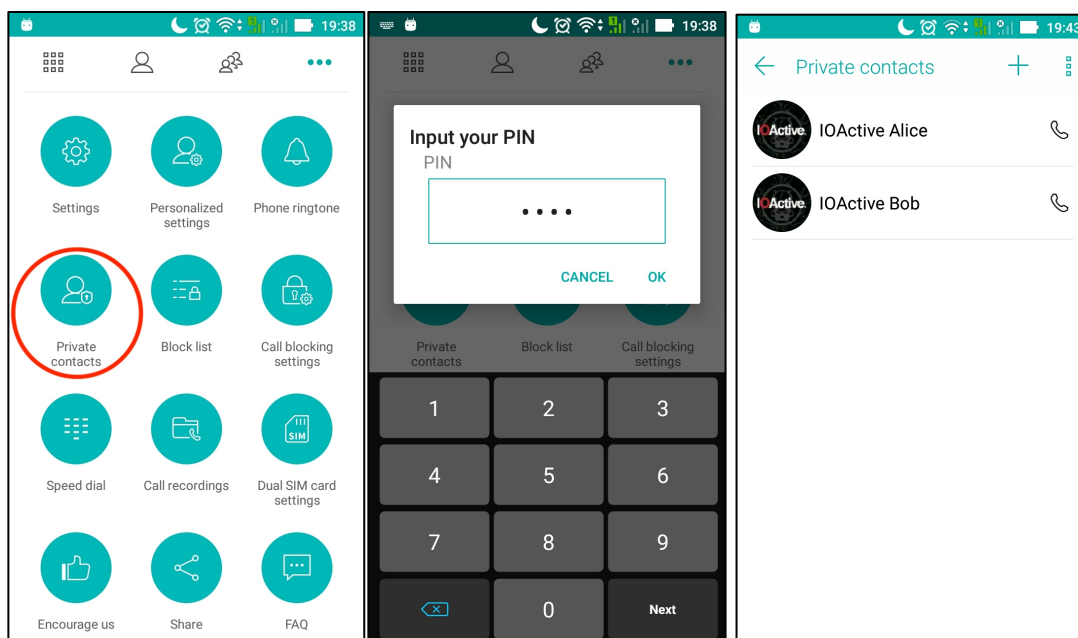 19:38
Settings
Personalized
settings
Phone ringtone
Private
contacts
Block list
Call blocking
settings
Speed dial
Call recordings
SIM
Dual SIM card
settings
Encourage us
Share
FAQ
19:38
Input your PIN
PIN
CANCEL
OK
Private
contacts
Block list
Call blocking
settings
1
2
3
4
5
6
7
8
9
0
Next
19:43
Private contacts
IOActive.
IOActive Alice
IOActive.
IOActive Bob